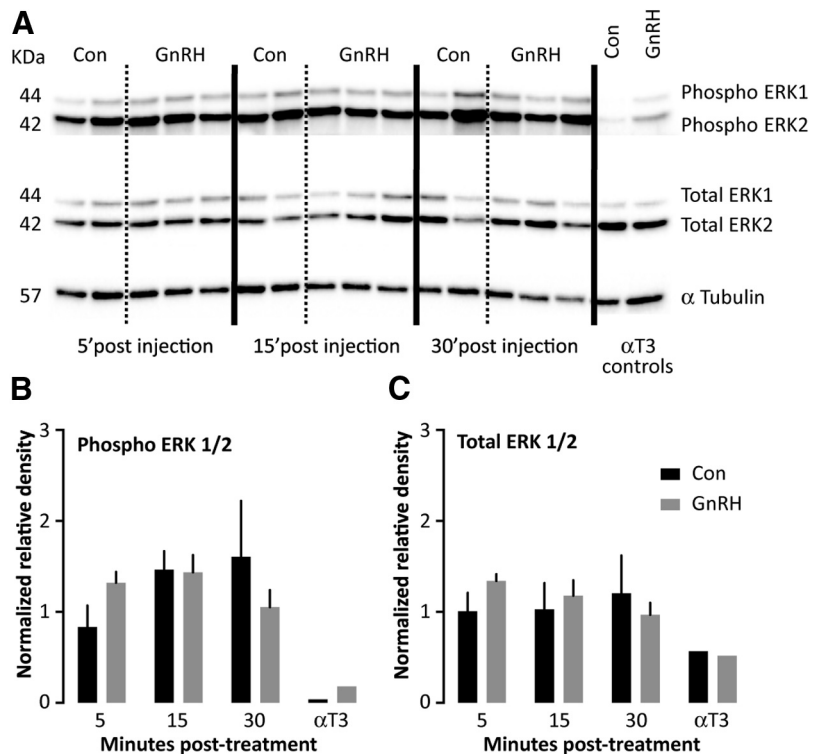 A
KDa
Con GnRH Con GnRH Con GnRH Con GnRH
44 Phospho ERK1
42 Phospho ERK2
44 Total ERK1
42 Total ERK2
57 α Tubulin
5'post injection 15'post injection 30'post injection αT3
controls
B
Phospho ERK 1/2
Normalized relative density
3
2
1
0
5 15 30 αT3
Minutes post-treatment
C
Total ERK 1/2
Normalized relative density
3
2
1
0
Con
GnRH
5 15 30 αT3
Minutes post-treatment